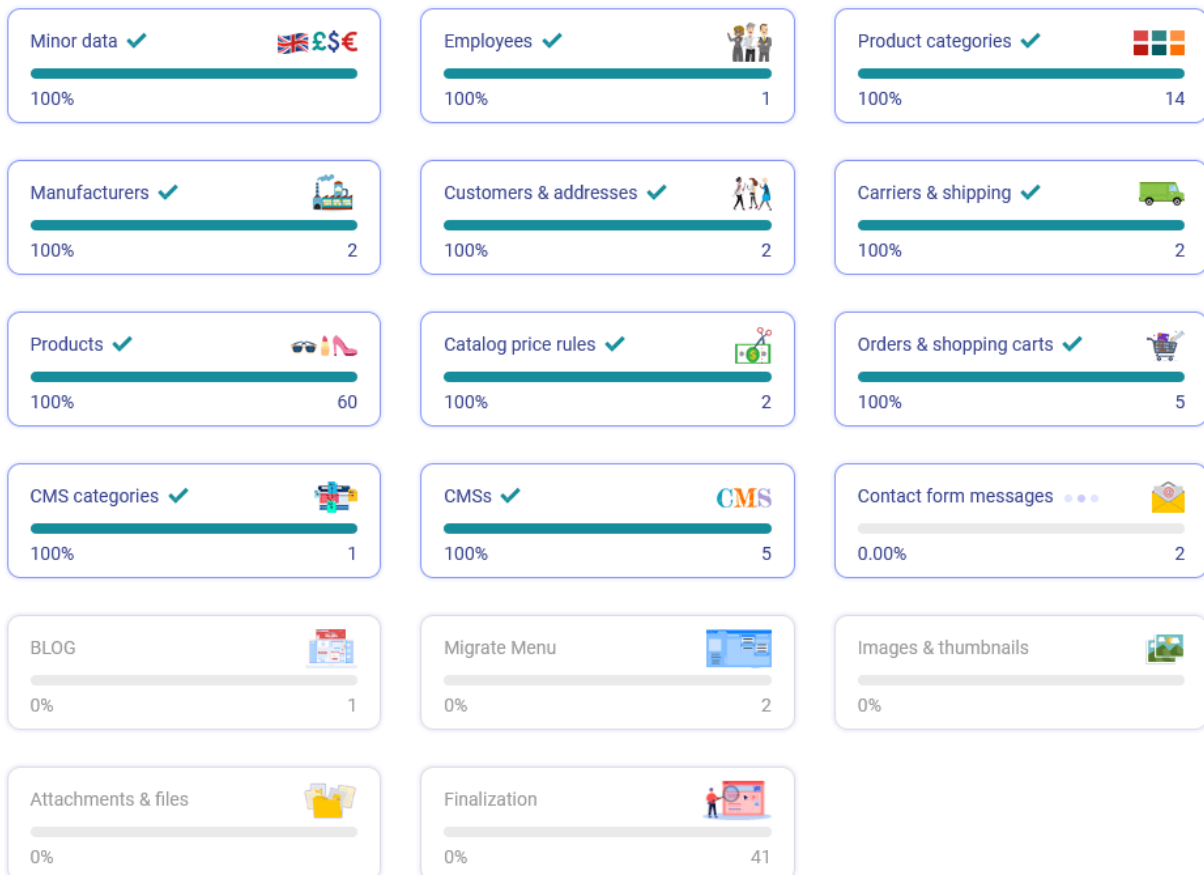 Minor data £$€
100%
Employees
100% 1
Product categories
100% 14
Manufacturers
100% 2
Customers & addresses
100% 2
Carriers & shipping
100% 2
Products
100% 60
Catalog price rules
100% 2
Orders & shopping carts
100% 5
CMS categories
100% 1
CMSs CMS
100% 5
Contact form messages
0.00% 2
BLOG
0% 1
Migrate Menu
0% 2
Images & thumbnails
0%
Attachments & files
0%
Finalization
0% 41